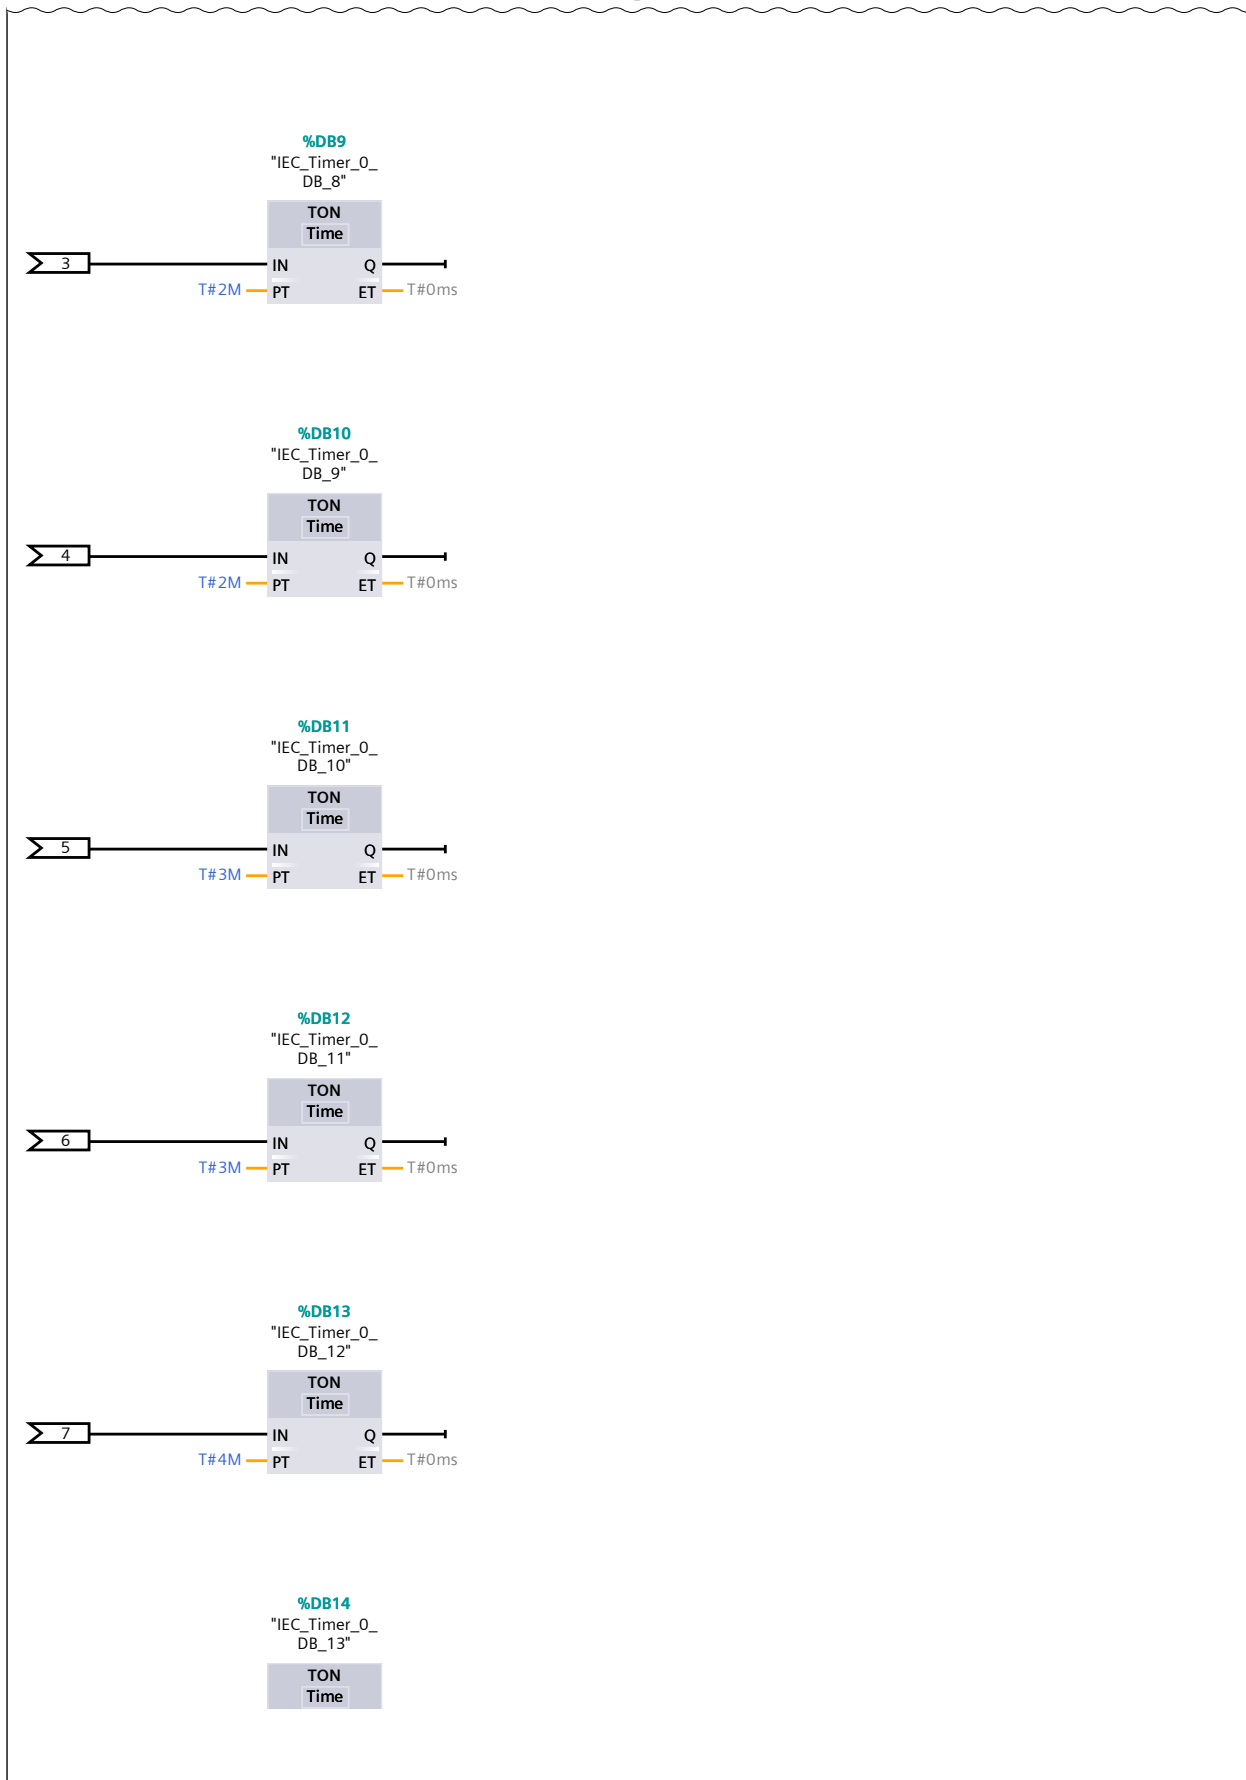 %DB9
"IEC_Timer_0_
DB_8"
TON
Time
3
IN Q
T#2M PT ET T#0ms
%DB10
"IEC_Timer_0_
DB_9"
TON
Time
4
IN Q
T#2M PT ET T#0ms
%DB11
"IEC_Timer_0_
DB_10"
TON
Time
5
IN Q
T#3M PT ET T#0ms
%DB12
"IEC_Timer_0_
DB_11"
TON
Time
6
IN Q
T#3M PT ET T#0ms
%DB13
"IEC_Timer_0_
DB_12"
TON
Time
7
IN Q
T#4M PT ET T#0ms
%DB14
"IEC_Timer_0_
DB_13"
TON
Time